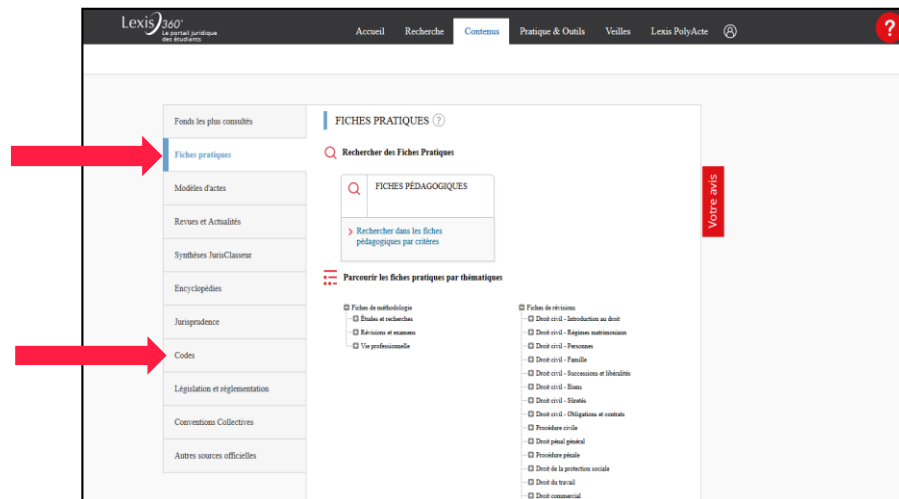 Lexis 360°
Le portail juridique
des étudiants
Accueil Recherche Contenus Pratique & Outils Veilles Lexis PolyActe
?
Fonds les plus consultés
Fiches pratiques
Modèles d'actes
Revues et Actualités
Synthèses JurisClasseur
Encyclopédies
Jurisprudence
Codes
Législation et réglementation
Conventions Collectives
Autres sources officielles
FICHES PRATIQUES ?
Rechercher des Fiches Pratiques
FICHES PÉDAGOGIQUES
Rechercher dans les fiches
pédagogiques par critères
Parcourir les fiches pratiques par thématiques
Fiches de méthodologie
Études et recherches
Révisions et examens
Vie professionnelle
Fiches de révisions
Droit civil - Introduction au droit
Droit civil - Régimes matrimoniaux
Droit civil - Personnes
Droit civil - Famille
Droit civil - Successions et libéralités
Droit civil - Biens
Droit civil - Sûretés
Droit civil - Obligations et contrats
Procédure civile
Droit pénal général
Procédure pénale
Droit de la protection sociale
Droit du travail
Droit commercial
Votre avis